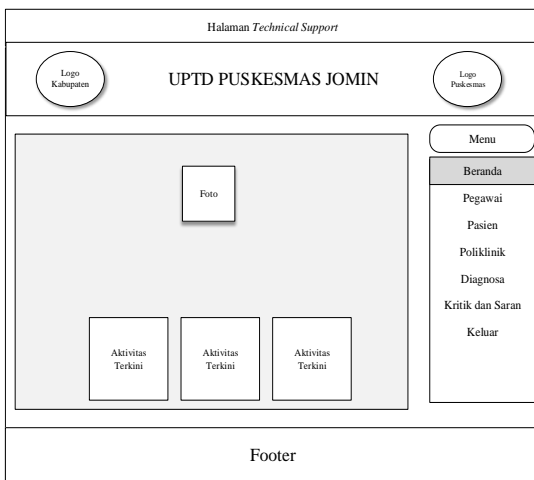 Halaman Technical Support
Logo
Kabupaten
UPTD PUSKESMAS JOMIN
Logo
Puskesmas
Menu
Beranda
Pegawai
Pasien
Poliklinik
Diagnosa
Kritik dan Saran
Keluar
Foto
Aktivitas
Terkini
Aktivitas
Terkini
Aktivitas
Terkini
Footer